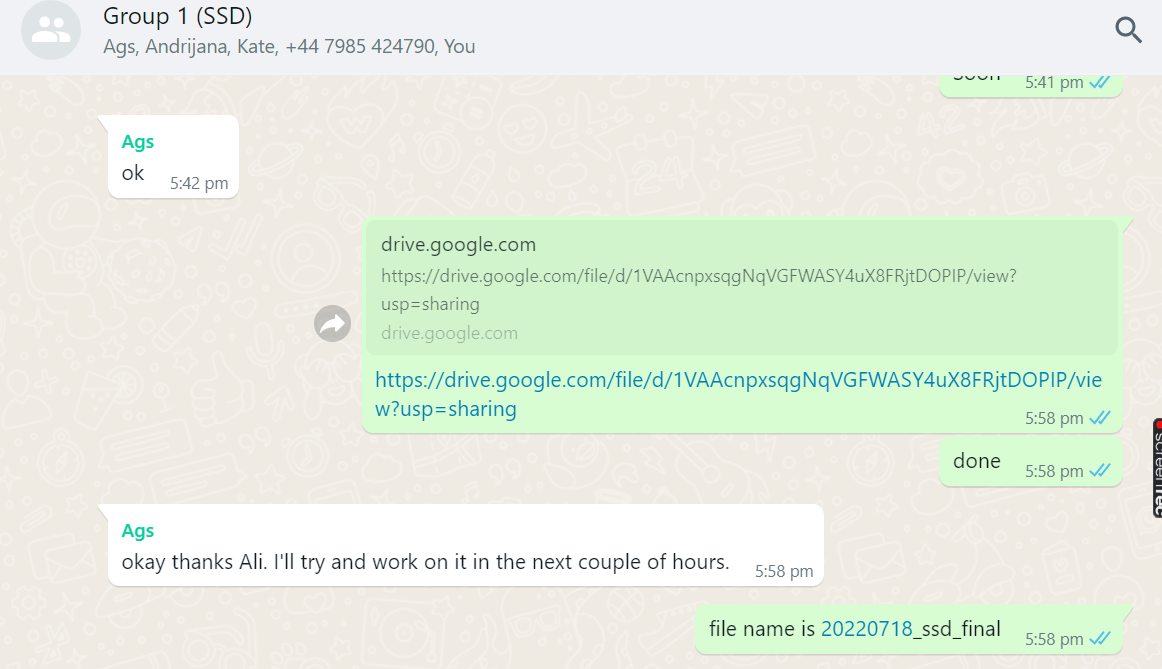 Group 1 (SSD)
Ags, Andrijana, Kate, +44 7985 424790, You
soon 5:41 pm
Ags
ok 5:42 pm
drive.google.com
https://drive.google.com/file/d/1VAAcnpxsqgNqVGFWASY4uX8FRjtDOPIP/view?
usp=sharing
drive.google.com
https://drive.google.com/file/d/1VAAcnpxsqgNqVGFWASY4uX8FRjtDOPIP/vie
w?usp=sharing
5:58 pm
done 5:58 pm
Ags
okay thanks Ali. I'll try and work on it in the next couple of hours. 5:58 pm
file name is 20220718_ssd_final 5:58 pm
screenrec